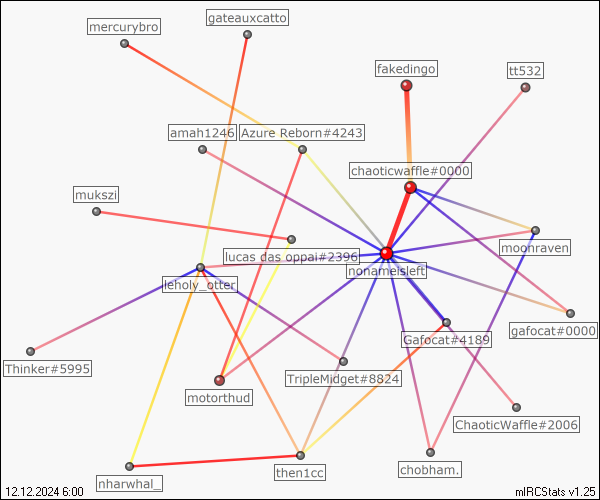 gateauxcatto
mercurybro
fakedingo
tt532
amah1246
Azure Reborn#4243
chaoticwaffle#0000
mukszi
moonraven
lucas das oppai#2396
nonameisleft
leholy_otter
gafocat#0000
Gafocat#4189
Thinker#5995
TripleMidget#8824
motorthud
ChaoticWaffle#2006
chobham.
then1cc
nharwhal_
12.12.2024 6:00
mIRCStats v1.25